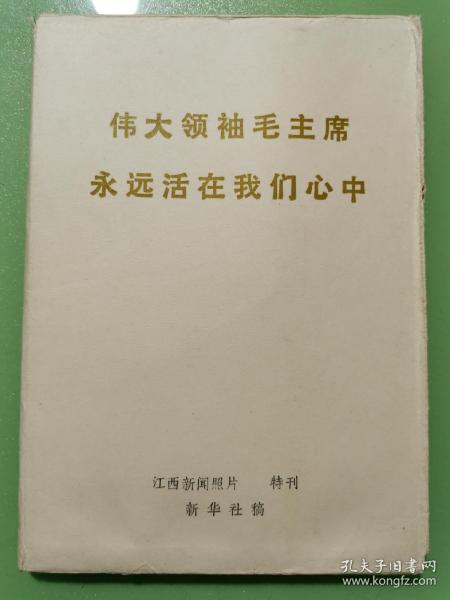 伟大领袖毛主席
永远活在我们心中
江西新闻照片 特刊
新华社稿
孔夫子旧书网
www.kongfz.com